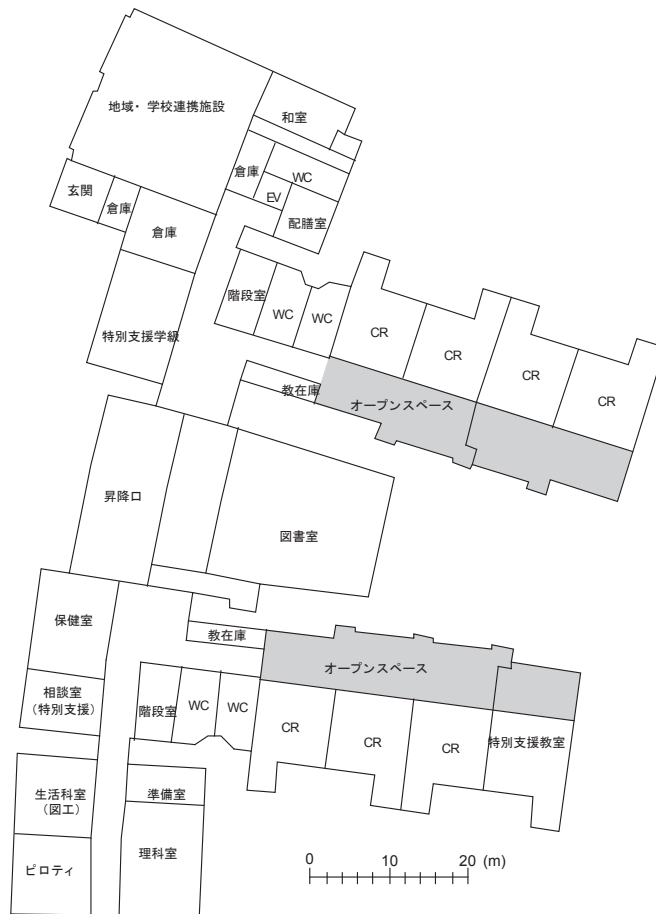 地域・学校連携施設
和室
倉庫
WC
玄関
倉庫
EV
配膳室
倉庫
階段室
WC
WC
CR
CR
CR
CR
特別支援学級
教在庫
オープンスペース
昇降口
図書室
保健室
教在庫
オープンスペース
相談室
（特別支援）
階段室
WC
WC
CR
CR
CR
特別支援教室
生活科室
（図工）
準備室
理科室
ピロティ
0 10 20 (m)